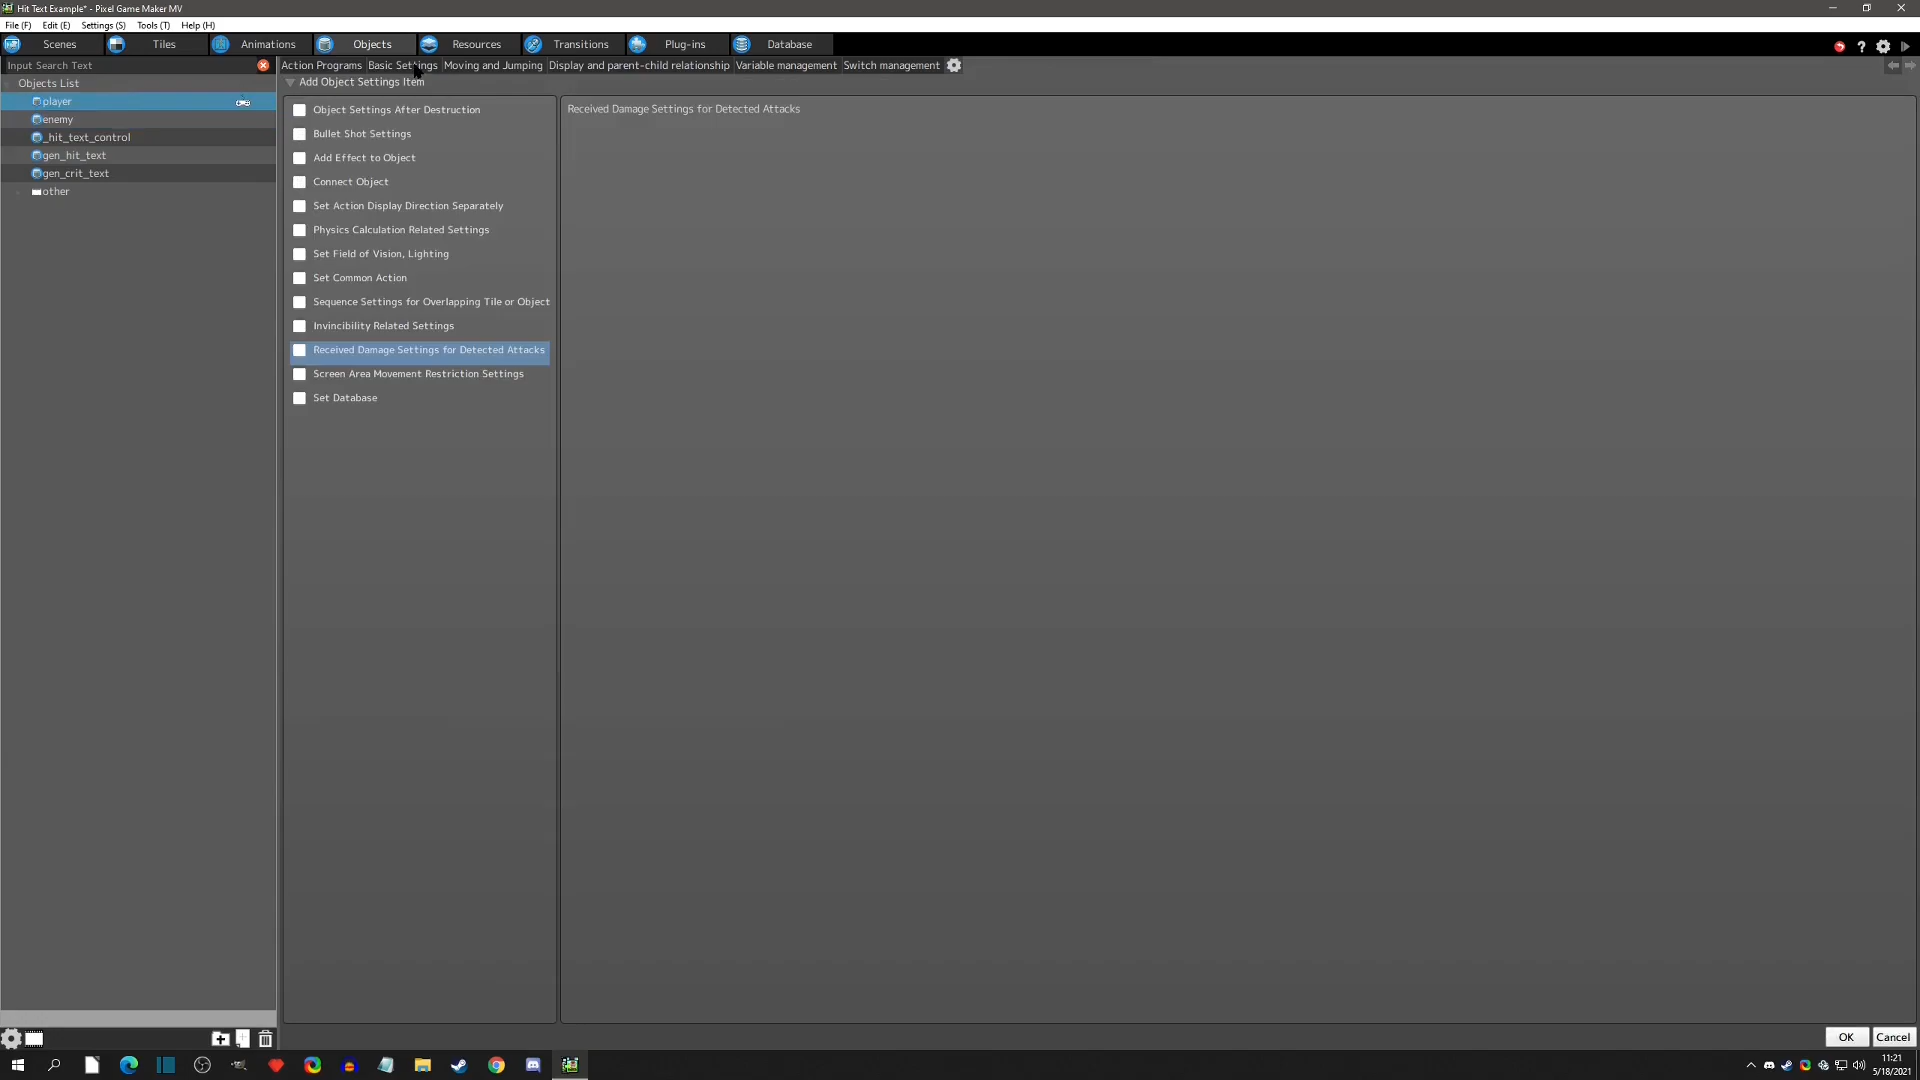 Hit Text Example* - Pixel Game Maker MV
File (F) Edit (E) Settings (S) Tools (T) Help (H)
Scenes Tiles Animations Objects Resources Transitions Plug-ins Database
Input Search Text
Action Programs Basic Settings Moving and Jumping Display and parent-child relationship Variable management Switch management
Objects List
Add Object Settings Item
player
enemy
_hit_text_control
gen_hit_text
gen_crit_text
other
Object Settings After Destruction
Bullet Shot Settings
Add Effect to Object
Connect Object
Set Action Display Direction Separately
Physics Calculation Related Settings
Set Field of Vision, Lighting
Set Common Action
Sequence Settings for Overlapping Tile or Object
Invincibility Related Settings
Received Damage Settings for Detected Attacks
Screen Area Movement Restriction Settings
Set Database
Received Damage Settings for Detected Attacks
OK Cancel
11:21
5/18/2021